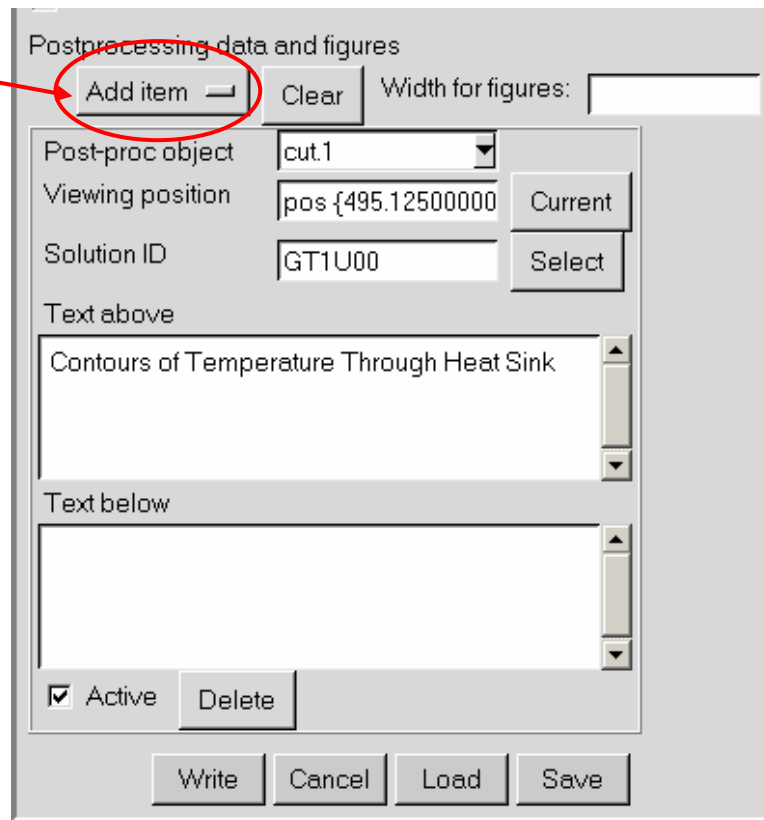 Postprocessing data and figures
Add item Clear Width for figures:
Post-proc object cut.1
Viewing position pos {495.12500000 Current
Solution ID GT1U00 Select
Text above
Contours of Temperature Through Heat Sink
Text below
Active Delete
Write Cancel Load Save